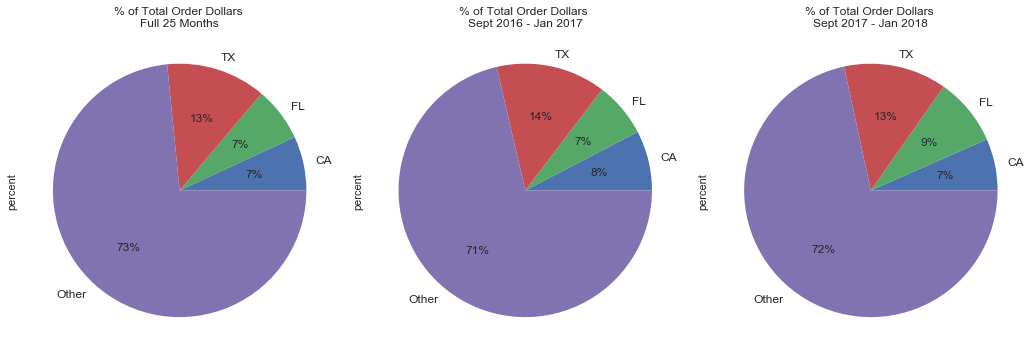 % of Total Order Dollars
Full 25 Months
TX
FL
CA
Other
13%
7%
7%
73%
percent
% of Total Order Dollars
Sept 2016 - Jan 2017
TX
FL
CA
Other
14%
7%
8%
71%
percent
% of Total Order Dollars
Sept 2017 - Jan 2018
TX
FL
CA
Other
13%
9%
7%
72%
percent